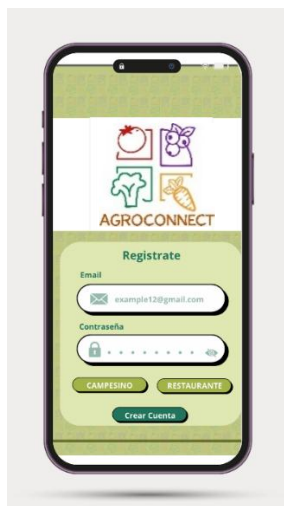 AGROCONNECT
Registrate
Email
example12@gmail.com
Contraseña
CAMPESINO RESTAURANTE
Crear Cuenta